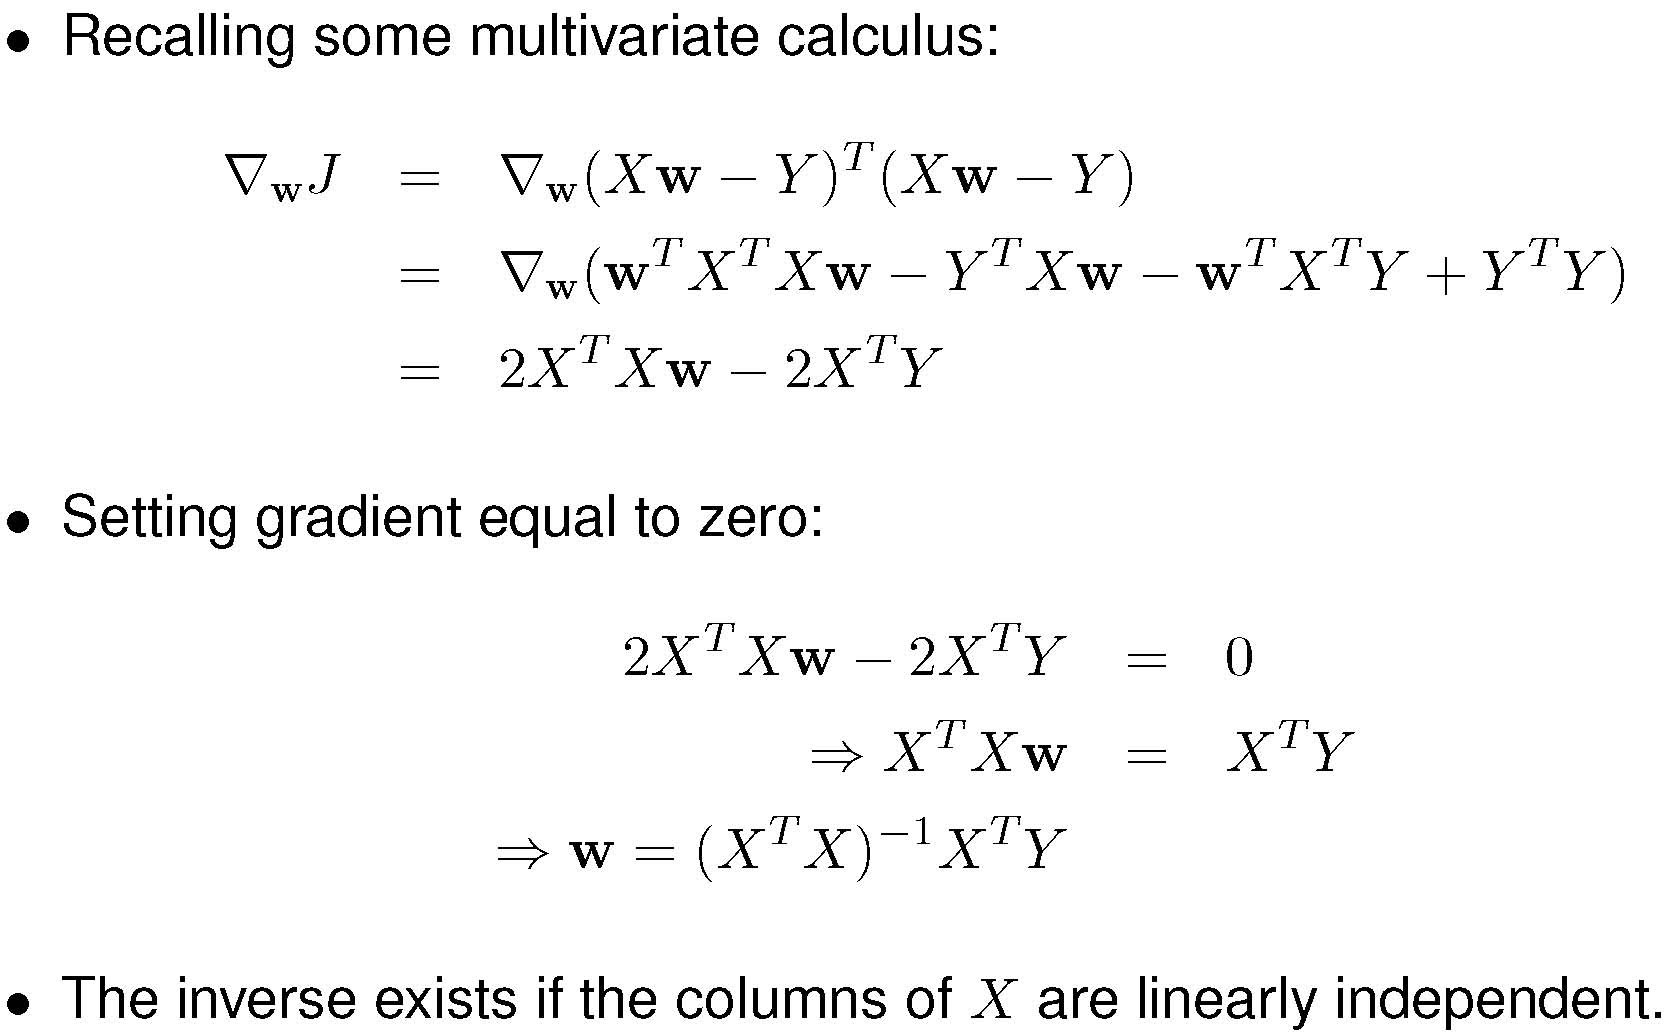 • Recalling some multivariate calculus:
∇_w J = ∇_w (Xw − Y)^T (Xw − Y)
= ∇_w (w^T X^T Xw − Y^T Xw − w^T X^T Y + Y^T Y)
= 2X^T Xw − 2X^T Y
• Setting gradient equal to zero:
2X^T Xw − 2X^T Y = 0
⇒ X^T Xw = X^T Y
⇒ w = (X^T X)^{−1} X^T Y
• The inverse exists if the columns of X are linearly independent.